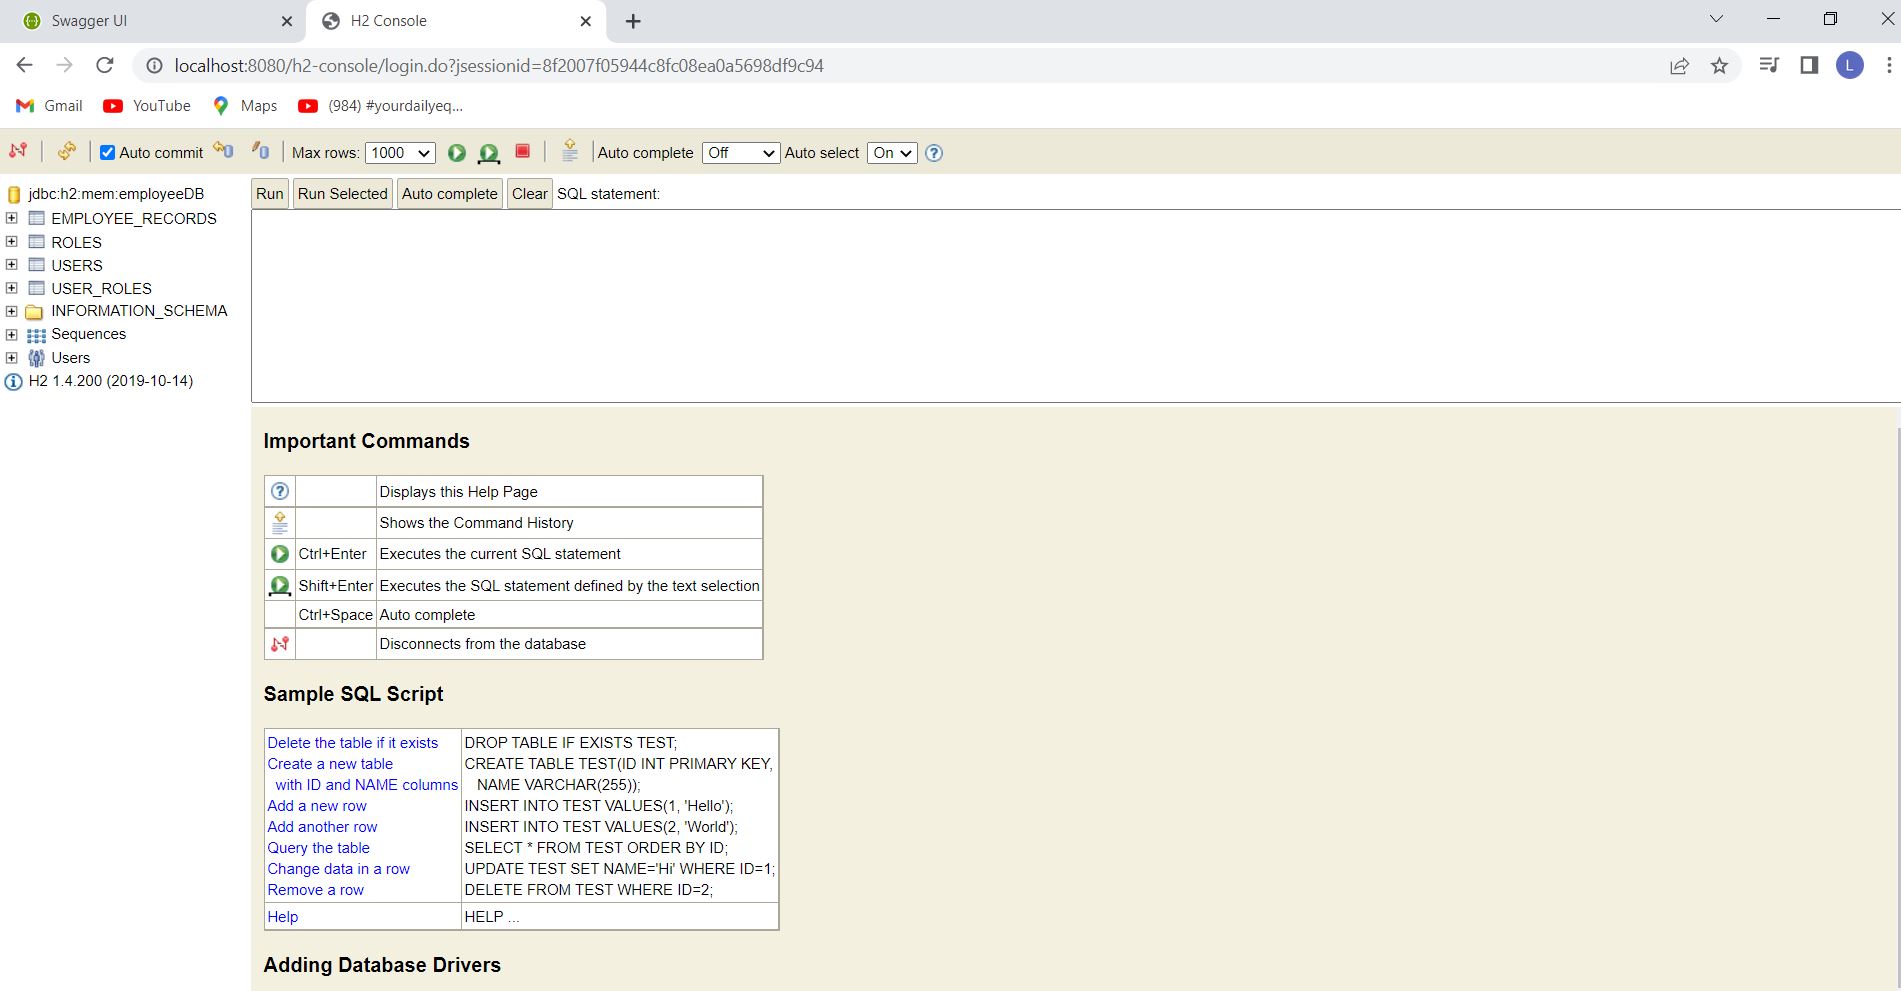 Swagger UI
H2 Console
localhost:8080/h2-console/login.do?jsessionid=8f2007f05944c8fc08ea0a5698df9c94
L
Gmail YouTube Maps (984) #yourdailyeq...
Auto commit Max rows: 1000 Auto complete Off Auto select On
jdbc:h2:mem:employeeDB
EMPLOYEE_RECORDS
ROLES
USERS
USER_ROLES
INFORMATION_SCHEMA
Sequences
Users
H2 1.4.200 (2019-10-14)
Run Run Selected Auto complete Clear SQL statement:
Important Commands
Displays this Help Page
Shows the Command History
Ctrl+Enter Executes the current SQL statement
Shift+Enter Executes the SQL statement defined by the text selection
Ctrl+Space Auto complete
Disconnects from the database
Sample SQL Script
Delete the table if it exists DROP TABLE IF EXISTS TEST;
Create a new table CREATE TABLE TEST(ID INT PRIMARY KEY,
with ID and NAME columns NAME VARCHAR(255));
Add a new row INSERT INTO TEST VALUES(1, 'Hello');
Add another row INSERT INTO TEST VALUES(2, 'World');
Query the table SELECT * FROM TEST ORDER BY ID;
Change data in a row UPDATE TEST SET NAME='Hi' WHERE ID=1;
Remove a row DELETE FROM TEST WHERE ID=2;
Help HELP ...
Adding Database Drivers